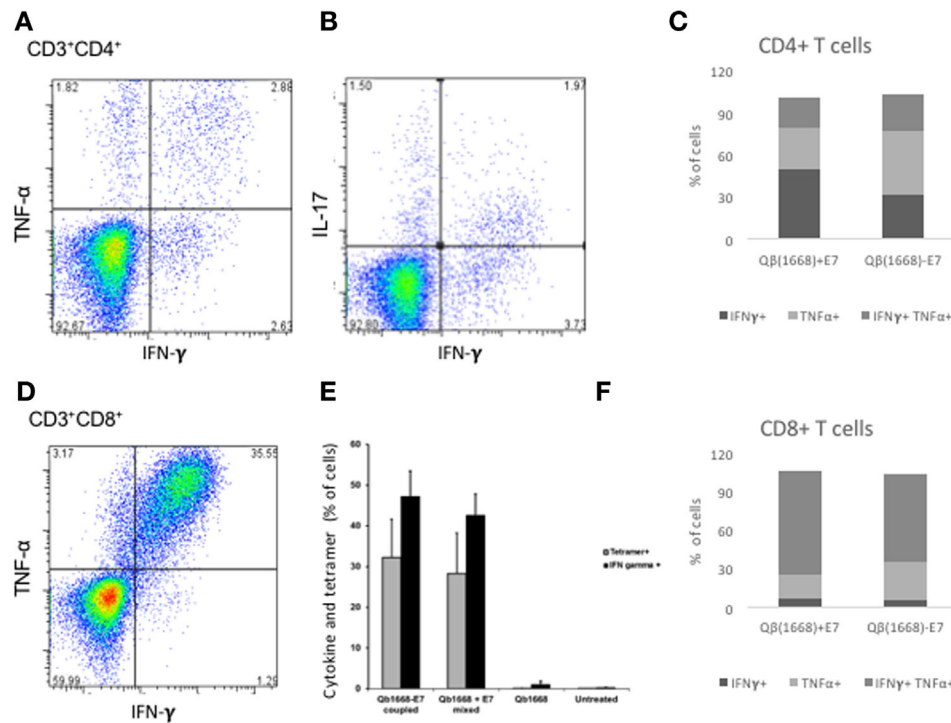 A
CD3+CD4+
1.82
2.88
TNF-α
92.67
2.63
IFN-γ
B
1.50
1.97
IL-17
92.80
3.73
IFN-γ
C
CD4+ T cells
120
90
60
30
0
% of cells
Qβ(1668)+E7
Qβ(1668)-E7
IFNγ+
TNFα+
IFNγ+ TNFα+
D
CD3+CD8+
3.17
35.55
TNF-α
59.99
1.29
IFN-γ
E
60
50
40
30
20
10
0
Cytokine and tetramer (% of cells)
Tetramer+
IFN gamma +
Qb1668-E7
coupled
Qb1668 + E7
mixed
Qb1668
Untreated
F
CD8+ T cells
120
90
60
30
0
% of cells
Qβ(1668)+E7
Qβ(1668)-E7
IFNγ+
TNFα+
IFNγ+ TNFα+